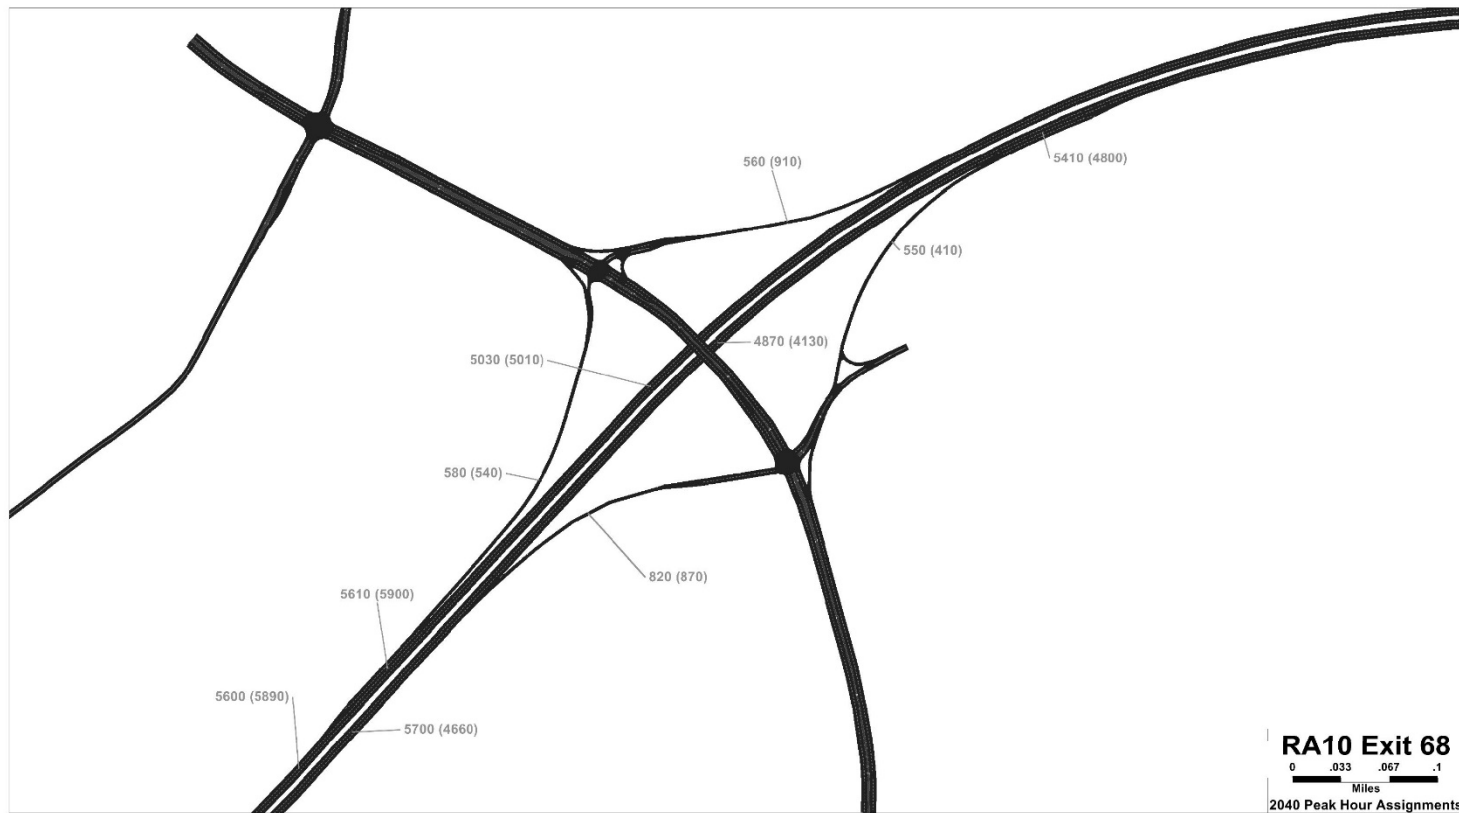 560 (910)
5410 (4800)
550 (410)
4870 (4130)
5030 (5010)
580 (540)
820 (870)
5610 (5900)
5600 (5890)
5700 (4660)
RA10 Exit 68
0 .033 .067 .1
Miles
2040 Peak Hour Assignments